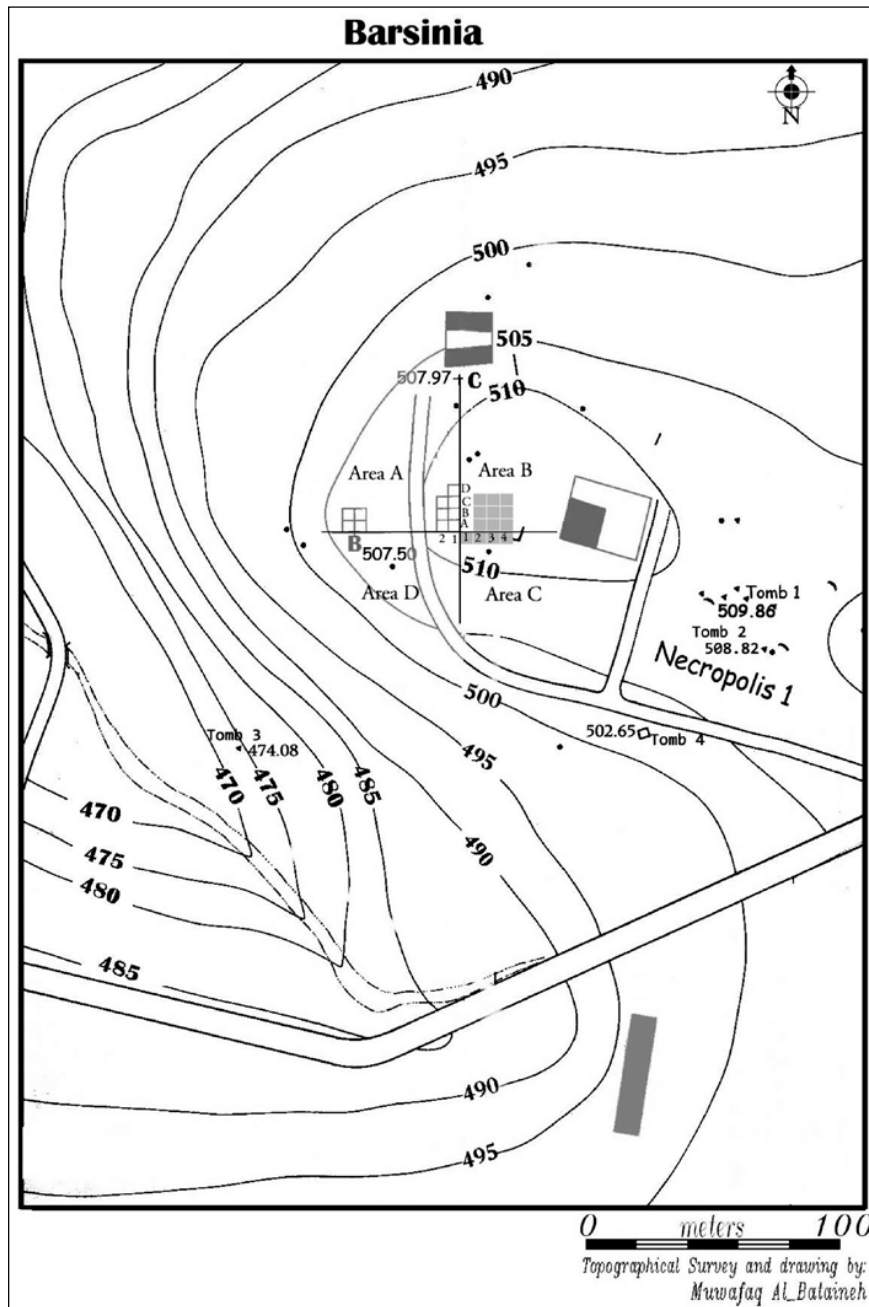 Barsinia
490
N
495
500
505
507.97 C
510
Area A
Area B
D
C
B
A
2 1 1 2 3 4
B
507.50
510
Area D
Area C
Tomb 1
509.86
Tomb 2
508.82
Necropolis 1
500
502.65
Tomb 4
Tomb 3
474.08
495
470
475
480
485
470
475
480
490
485
490
495
0 meters 100
Topographical Survey and drawing by:
Muwafaq Al_Bataineh